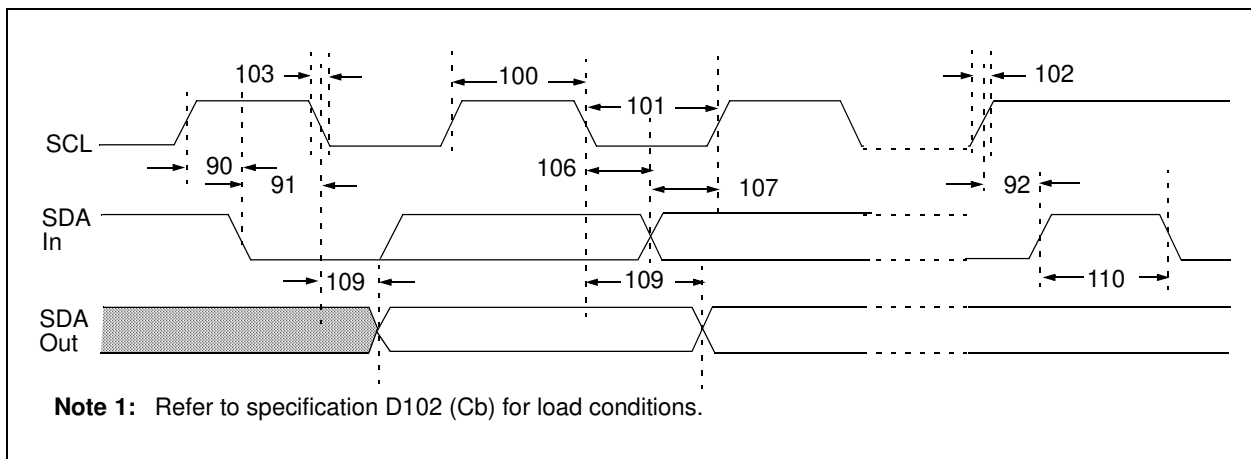 103
100
101
102
SCL
90
91
106
107
92
SDA
In
109
109
110
SDA
Out
Note 1: Refer to specification D102 (Cb) for load conditions.